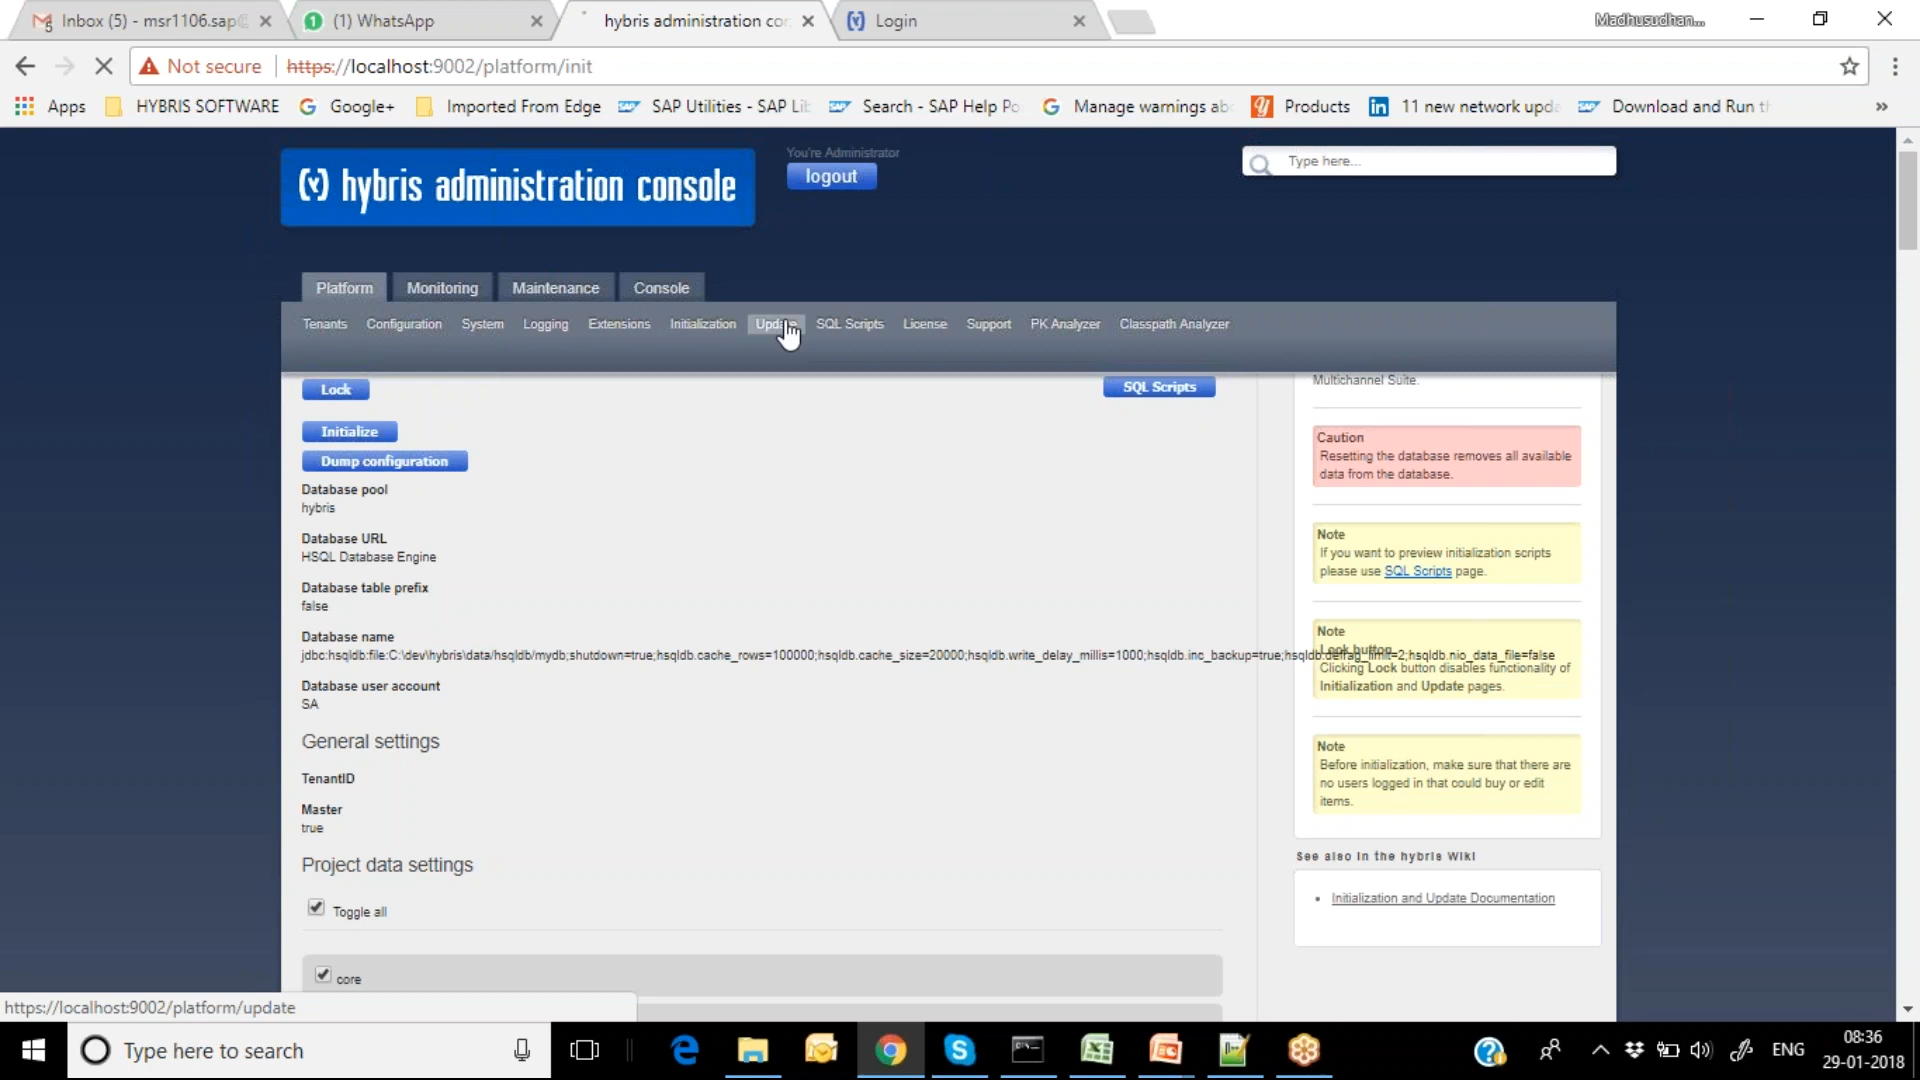 Inbox (5) - msr1106.sap@
(1) WhatsApp
hybris administration con
Login
Madhusudhan...
Not secure
https://localhost:9002/platform/init
Apps
HYBRIS SOFTWARE
Google+
Imported From Edge
SAP Utilities - SAP Lib
Search - SAP Help Po
Manage warnings ab
Products
11 new network upda
Download and Run t
»
You're Administrator
logout
Type here...
(y) hybris administration console
Platform
Monitoring
Maintenance
Console
Tenants
Configuration
System
Logging
Extensions
Initialization
Update
SQL Scripts
License
Support
PK Analyzer
Classpath Analyzer
Lock
SQL Scripts
Initialize
Dump configuration
Database pool
hybris
Database URL
HSQL Database Engine
Database table prefix
false
Database name
jdbc:hsqldb:file:C:\dev\hybris\data/hsqldb/mydb;shutdown=true;hsqldb.cache_rows=100000;hsqldb.cache_size=20000;hsqldb.write_delay_millis=1000;hsqldb.inc_backup=true;hsqldb.defrag_limit=2;hsqldb.nio_data_file=false
Database user account
SA
General settings
TenantID
Master
true
Project data settings
Toggle all
core
Multichannel Suite.
Caution
Resetting the database removes all available
data from the database.
Note
If you want to preview initialization scripts
please use SQL Scripts page.
Note
Lock button
Clicking Lock button disables functionality of
Initialization and Update pages.
Note
Before initialization, make sure that there are
no users logged in that could buy or edit
items.
See also in the hybris Wiki
Initialization and Update Documentation
https://localhost:9002/platform/update
Type here to search
ENG
08:36
29-01-2018